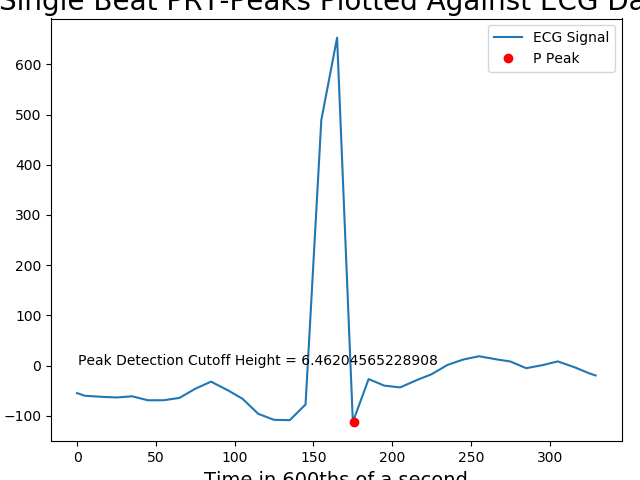 Single Beat PRT-Peaks Plotted Against ECG Da
ECG Signal
P Peak
600
500
400
300
200
100
0
−100
Peak Detection Cutoff Height = 6.46204565228908
0 50 100 150 200 250 300
Time in 600ths of a second